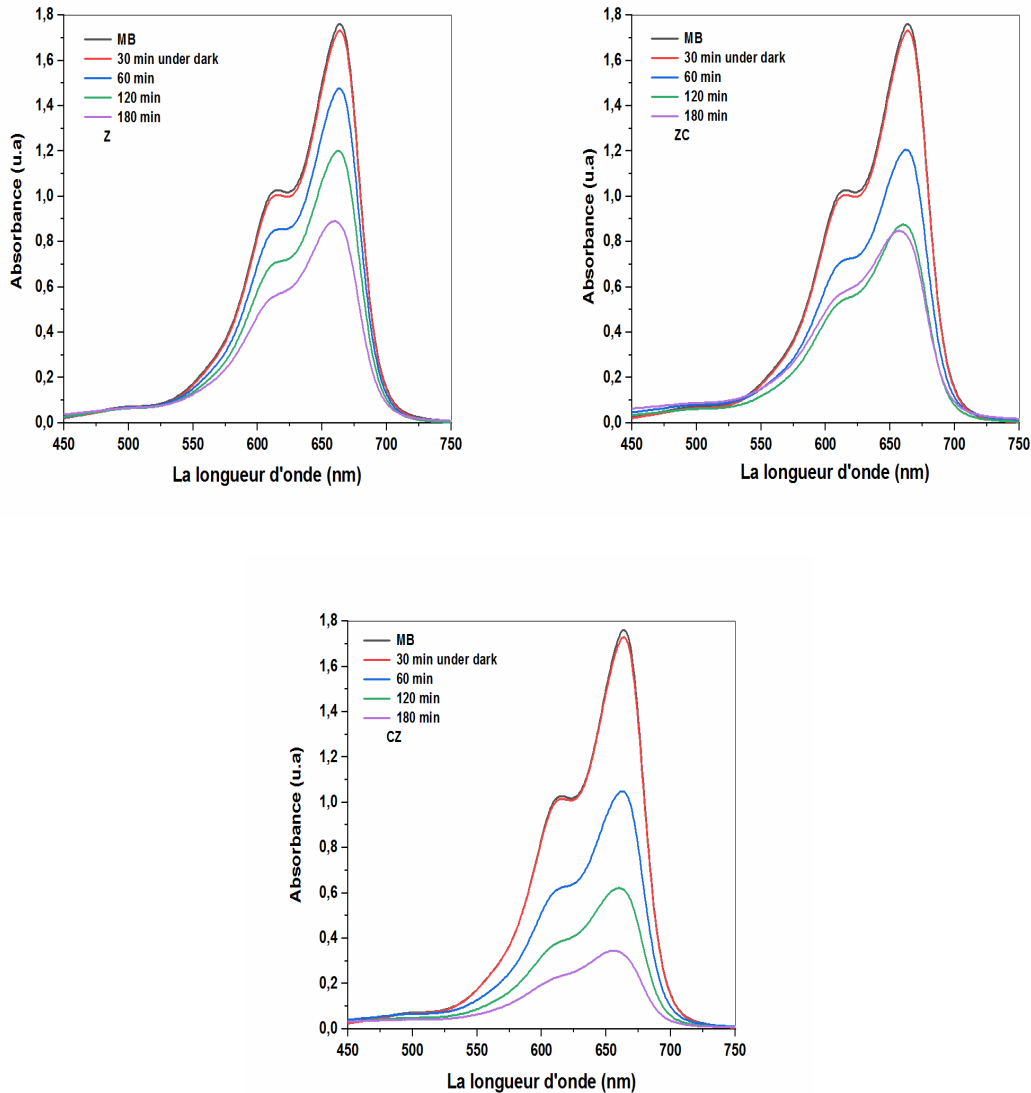 1,8
1,6
1,4
1,2
1,0
0,8
0,6
0,4
0,2
0,0
Absorbance (u.a)
MB
30 min under dark
60 min
120 min
180 min
Z
450 500 550 600 650 700 750
La longueur d'onde (nm)
1,8
1,6
1,4
1,2
1,0
0,8
0,6
0,4
0,2
0,0
Absorbance (u.a)
MB
30 min under dark
60 min
120 min
180 min
ZC
450 500 550 600 650 700 750
La longueur d'onde (nm)
1,8
1,6
1,4
1,2
1,0
0,8
0,6
0,4
0,2
0,0
Absorbance (u.a)
MB
30 min under dark
60 min
120 min
180 min
CZ
450 500 550 600 650 700 750
La longueur d'onde (nm)